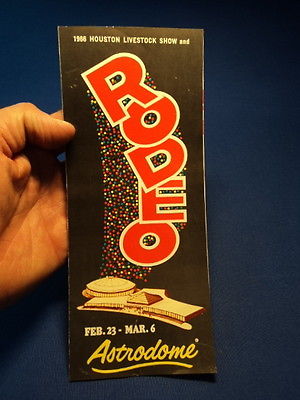 1966 HOUSTON LIVESTOCK SHOW and
RODEO
FEB. 23 - MAR. 6
Astrodome®